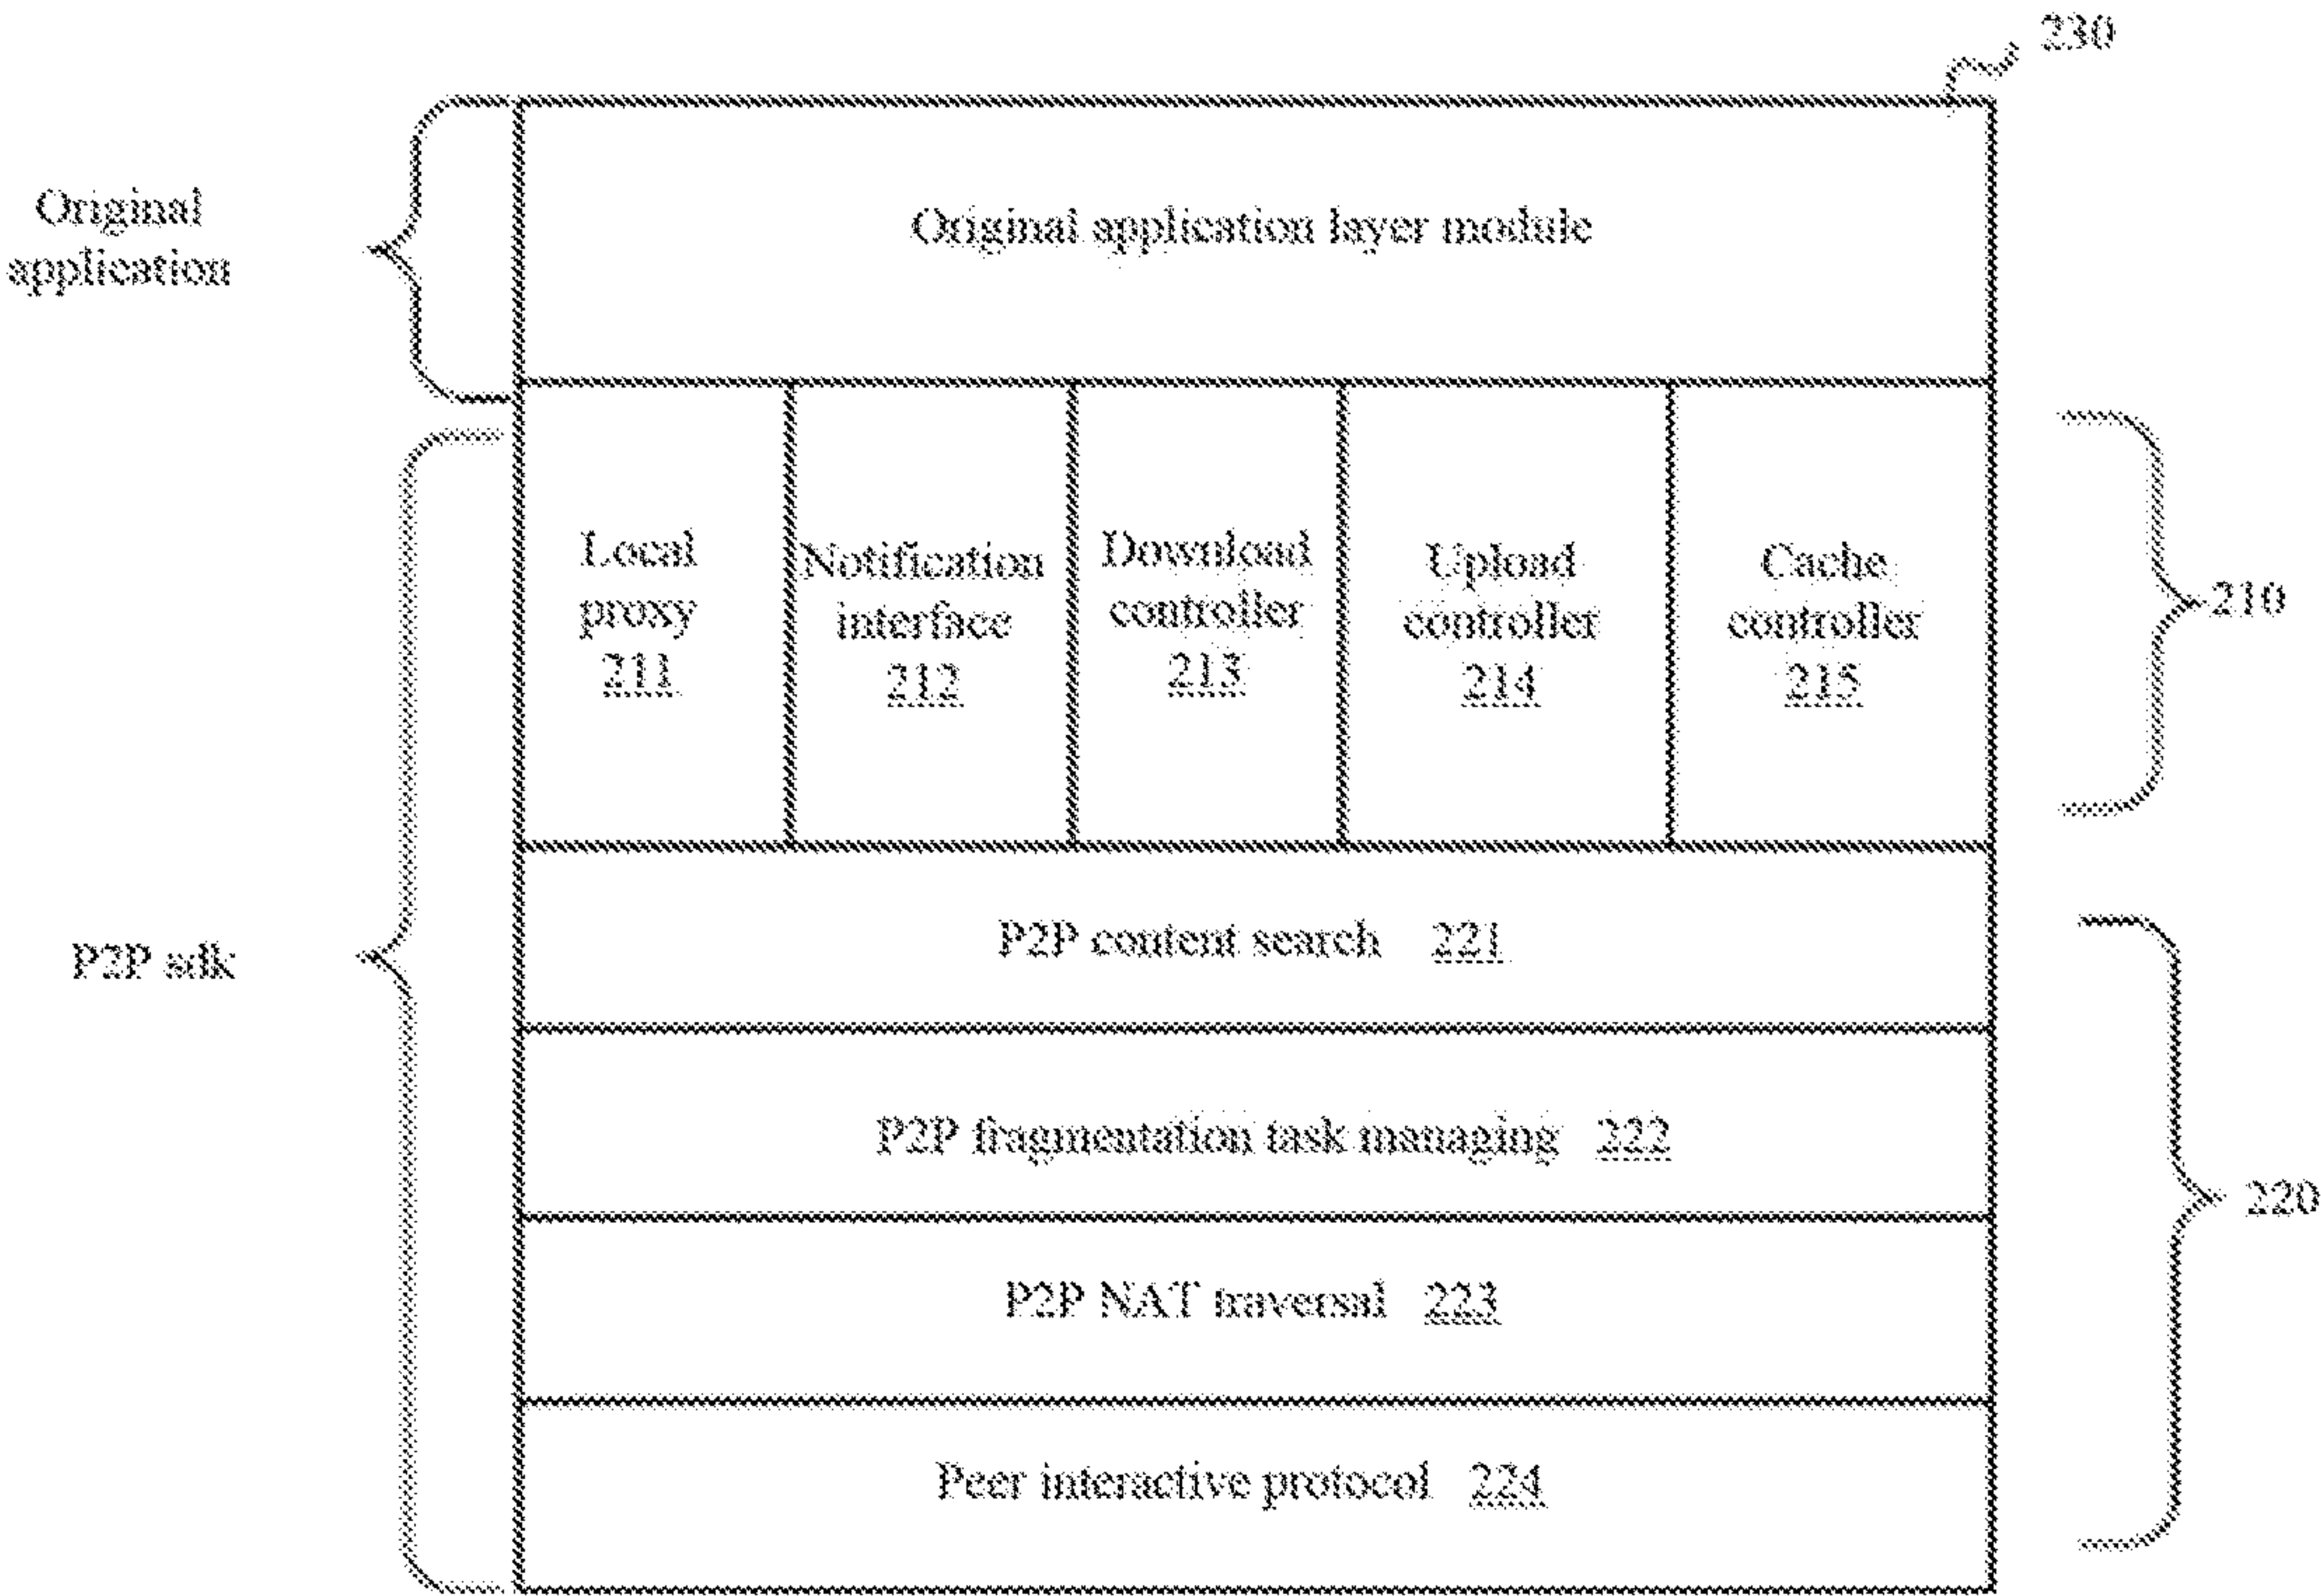 230
Original
application
Original application layer module
Local
proxy
211
Notification
interface
212
Download
controller
213
Upload
controller
214
Cache
controller
215
210
P2P sdk
P2P content search 221
P2P fragmentation task managing 222
220
P2P NAT traversal 223
Peer interactive protocol 224